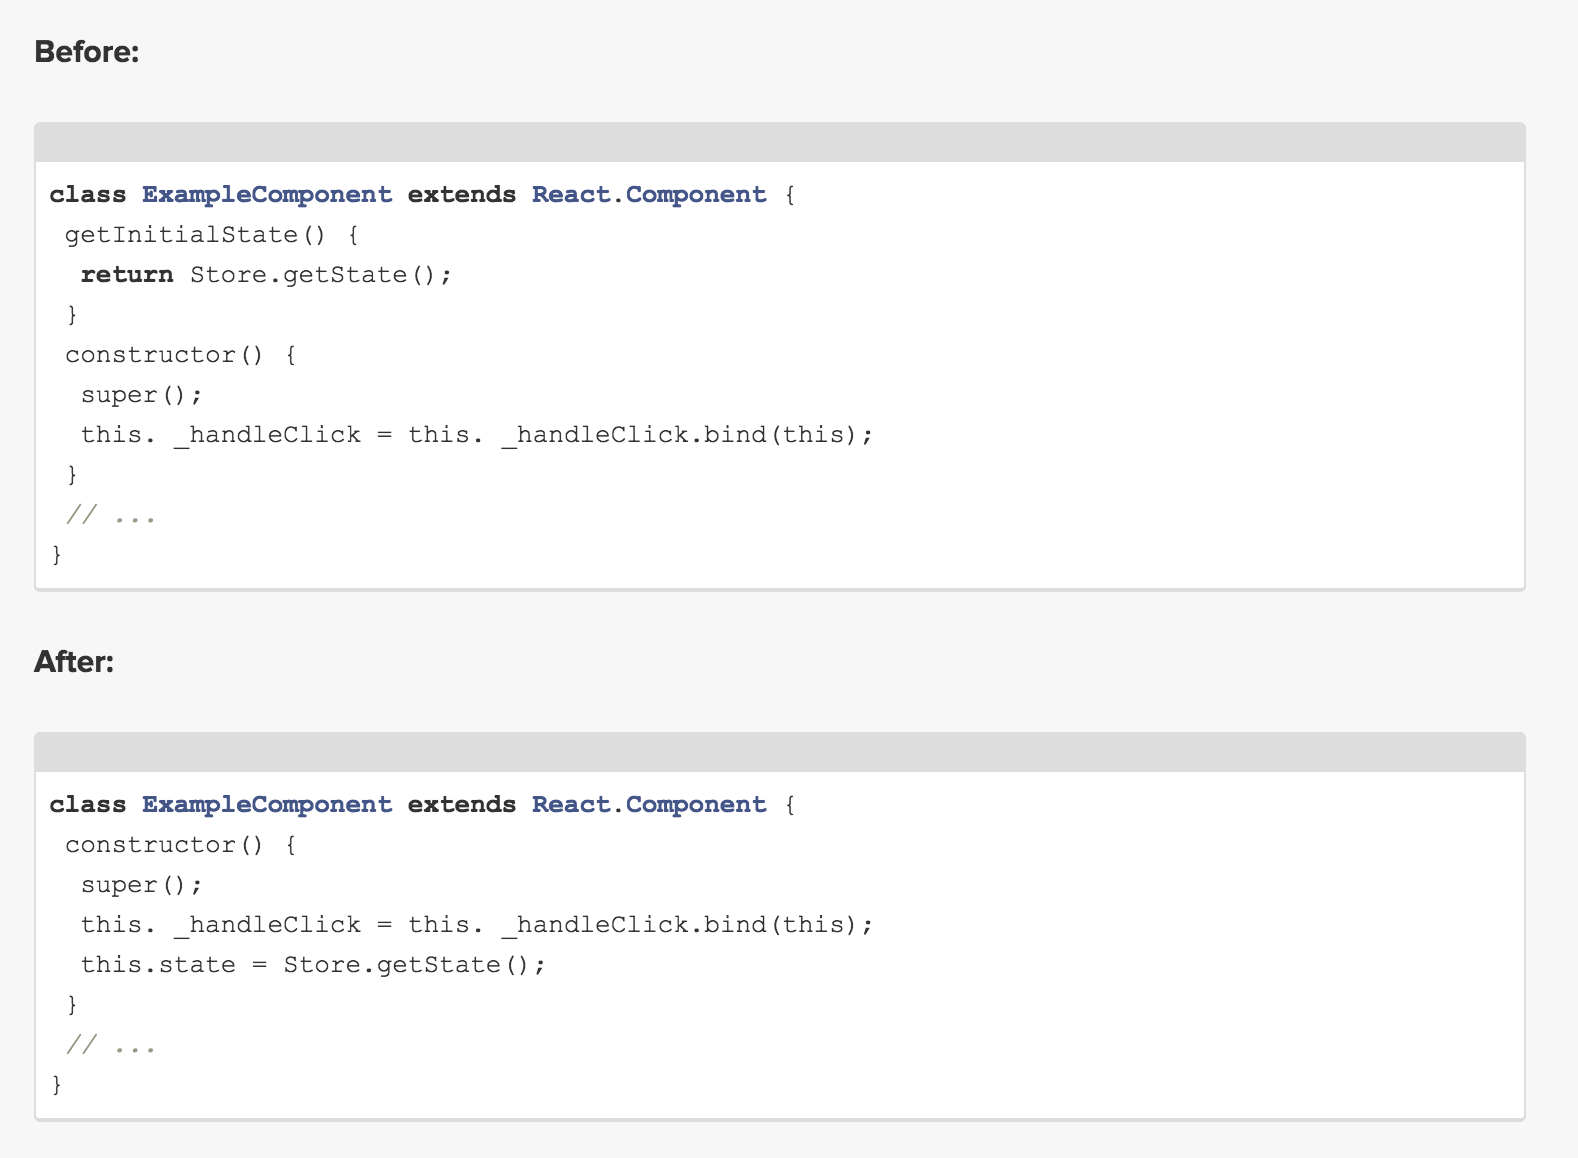 Before:
class ExampleComponent extends React.Component {
 getInitialState() {
  return Store.getState();
 }
 constructor() {
  super();
  this. _handleClick = this. _handleClick.bind(this);
 }
 // ...
}
After:
class ExampleComponent extends React.Component {
 constructor() {
  super();
  this. _handleClick = this. _handleClick.bind(this);
  this.state = Store.getState();
 }
 // ...
}